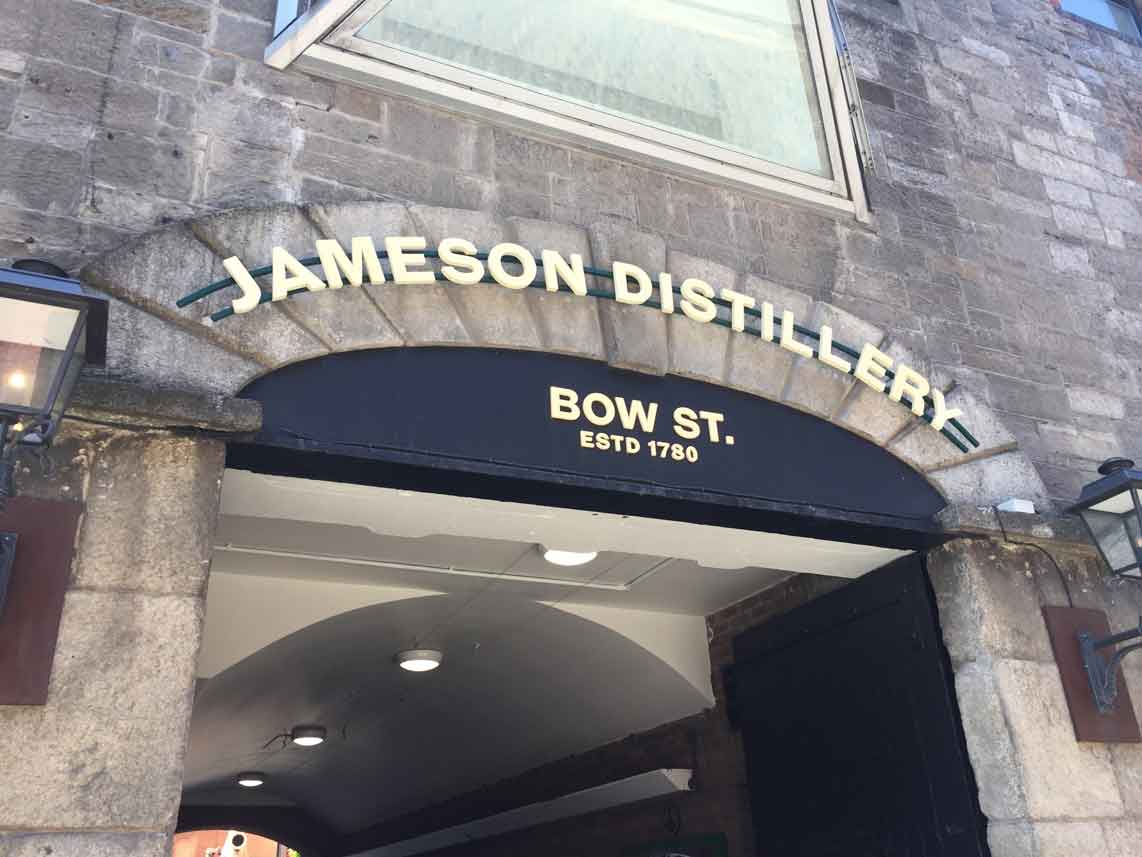 JAMESON DISTILLERY
BOW ST.
ESTD 1780